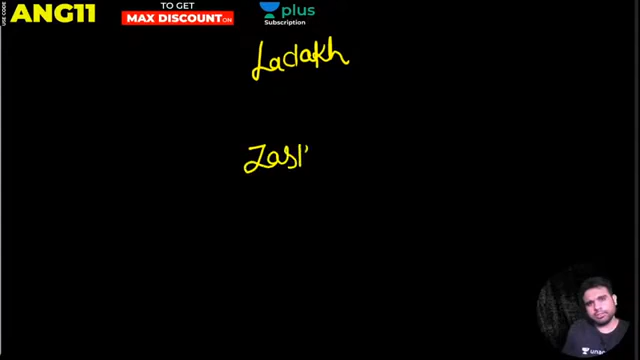 USE CODE
ANG11
TO GET
MAX DISCOUNT ON
plus
Subscription
Ladakh